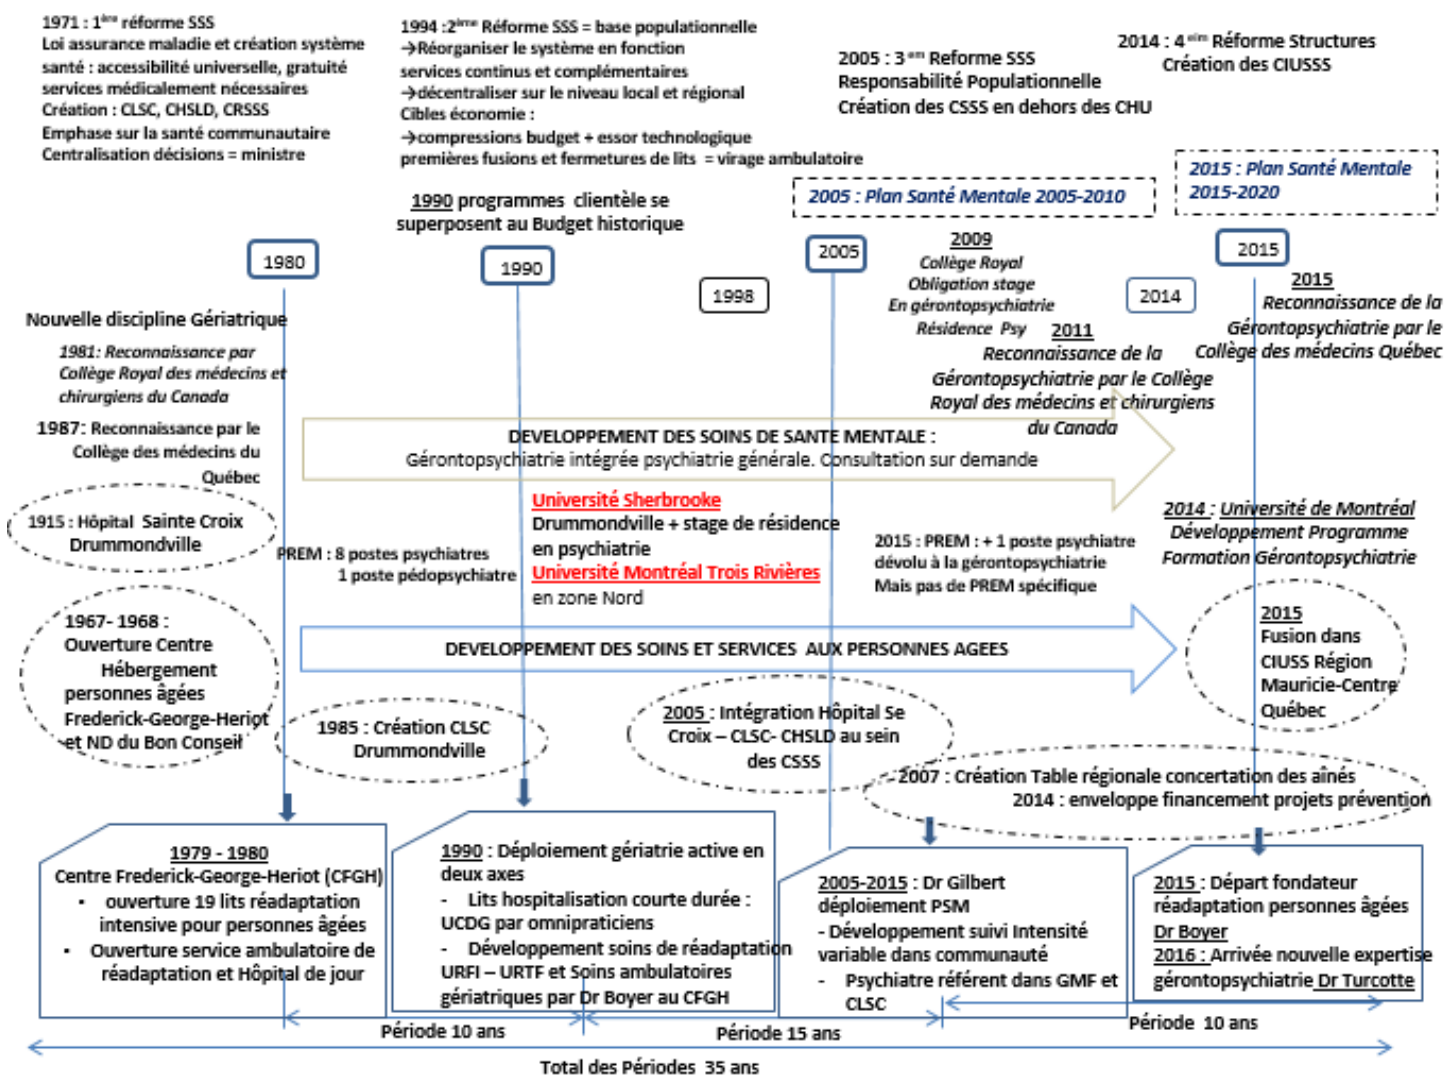 1971 : 1ère réforme SSS
Loi assurance maladie et création système
santé : accessibilité universelle, gratuité
services médicalement nécessaires
Création : CLSC, CHSLD, CRSSS
Emphase sur la santé communautaire
Centralisation décisions = ministre
1994 :2ème Réforme SSS = base populationnelle
→Réorganiser le système en fonction
services continus et complémentaires
→décentraliser sur le niveau local et régional
Cibles économie :
→compressions budget + essor technologique
premières fusions et fermetures de lits = virage ambulatoire
2005 : 3em Reforme SSS
Responsabilité Populationnelle
Création des CSSS en dehors des CHU
2014 : 4eim Réforme Structures
Création des CIUSSS
1990 programmes clientèle se
superposent au Budget historique
2005 : Plan Santé Mentale 2005-2010
2015 : Plan Santé Mentale
2015-2020
1980
1990
1998
2005
2014
2015
2009
Collège Royal
Obligation stage
En gérontopsychiatrie
Résidence Psy
2011
Reconnaissance de la
Gérontopsychiatrie par le Collège
Royal des médecins et chirurgiens
du Canada
2015
Reconnaissance de la
Gérontopsychiatrie par le
Collège des médecins Québec
Nouvelle discipline Gériatrique
1981: Reconnaissance par
Collège Royal des médecins et
chirurgiens du Canada
1987: Reconnaissance par le
Collège des médecins du
Québec
DEVELOPPEMENT DES SOINS DE SANTE MENTALE :
Gérontopsychiatrie intégrée psychiatrie générale. Consultation sur demande
1915 : Hôpital Sainte Croix
Drummondville
PREM : 8 postes psychiatres
1 poste pédopsychiatre
Université Sherbrooke
Drummondville + stage de résidence
en psychiatrie
Université Montréal Trois Rivières
en zone Nord
2015 : PREM : + 1 poste psychiatre
dévolu à la gérontopsychiatrie
Mais pas de PREM spécifique
2014 : Université de Montréal
Développement Programme
Formation Gérontopsychiatrie
1967- 1968 :
Ouverture Centre
Hébergement
personnes âgées
Frederick-George-Heriot
et ND du Bon Conseil
DEVELOPPEMENT DES SOINS ET SERVICES AUX PERSONNES AGEES
2015
Fusion dans
CIUSS Région
Mauricie-Centre
Québec
1985 : Création CLSC
Drummondville
2005 : Intégration Hôpital Se
Croix – CLSC- CHSLD au sein
des CSSS
2007 : Création Table régionale concertation des aînés
2014 : enveloppe financement projets prévention
1979 - 1980
Centre Frederick-George-Heriot (CFGH)
• ouverture 19 lits réadaptation
intensive pour personnes âgées
• Ouverture service ambulatoire de
réadaptation et Hôpital de jour
1990 : Déploiement gériatrie active en
deux axes
- Lits hospitalisation courte durée :
UCDG par omnipraticiens
- Développement soins de réadaptation
URFI – URTF et Soins ambulatoires
gériatriques par Dr Boyer au CFGH
2005-2015 : Dr Gilbert
déploiement PSM
- Développement suivi Intensité
variable dans communauté
- Psychiatre référent dans GMF et
CLSC
2015 : Départ fondateur
réadaptation personnes âgées
Dr Boyer
2016 : Arrivée nouvelle expertise
gérontopsychiatrie Dr Turcotte
Période 10 ans
Période 15 ans
Période 10 ans
Total des Périodes 35 ans